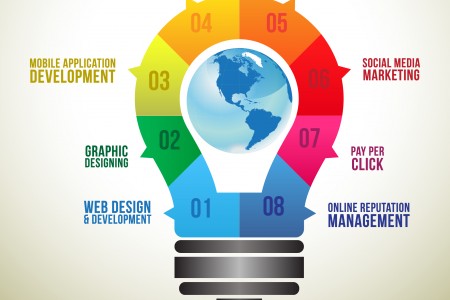 04
05
MOBILE APPLICATION
DEVELOPMENT
03
06
SOCIAL MEDIA
MARKETING
GRAPHIC
DESIGNING
02
07
PAY PER
CLICK
WEB DESIGN
& DEVELOPMENT
01
08
ONLINE REPUTATION
MANAGEMENT